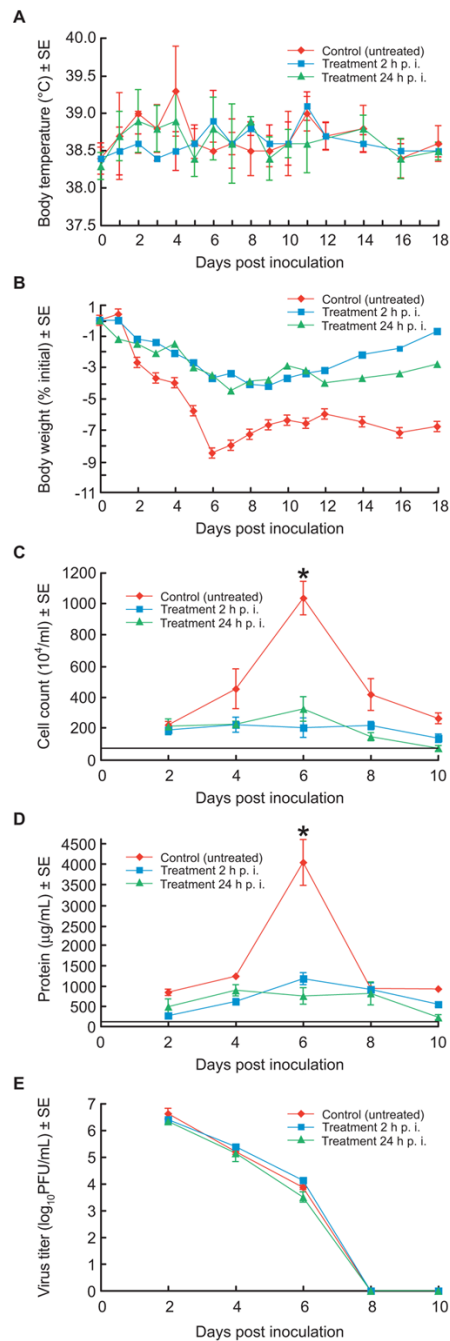 A
Body temperature (°C) ± SE
40.0
39.5
39.0
38.5
38.0
37.5
Control (untreated)
Treatment 2 h p. i.
Treatment 24 h p. i.
0 2 4 6 8 10 12 14 16 18
Days post inoculation
B
Body weight (% initial) ± SE
1
-1
-3
-5
-7
-9
-11
Control (untreated)
Treatment 2 h p. i.
Treatment 24 h p. i.
0 2 4 6 8 10 12 14 16 18
Days post inoculation
C
Cell count (10⁴/ml) ± SE
1200
1000
800
600
400
200
0
Control (untreated)
Treatment 2 h p. i.
Treatment 24 h p. i.
*
2 4 6 8 10
Days post inoculation
D
Protein (µg/mL) ± SE
4500
4000
3500
3000
2500
2000
1500
1000
500
0
Control (untreated)
Treatment 2 h p. i.
Treatment 24 h p. i.
*
2 4 6 8 10
Days post inoculation
E
Virus titer (log₁₀PFU/mL) ± SE
7
6
5
4
3
2
1
0
Control (untreated)
Treatment 2 h p. i.
Treatment 24 h p. i.
2 4 6 8 10
Days post inoculation